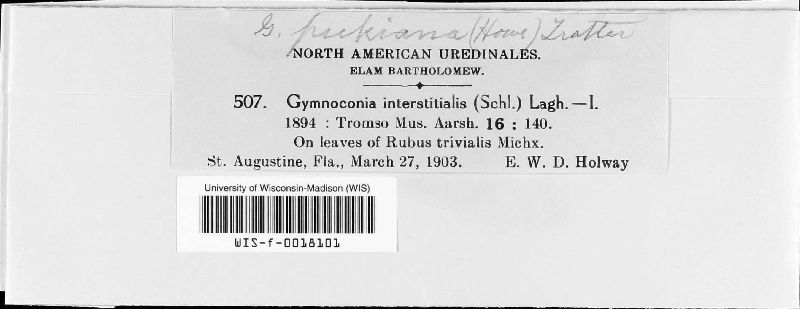 G. peckiana (Howe) Trotter
NORTH AMERICAN UREDINALES.
ELAM BARTHOLOMEW.
507. Gymnoconia interstitialis (Schl.) Lagh.—I.
1894 : Tromso Mus. Aarsh. 16 : 140.
On leaves of Rubus trivialis Michx.
St. Augustine, Fla., March 27, 1903. E. W. D. Holway
University of Wisconsin-Madison (WIS)
WIS-f-0018101